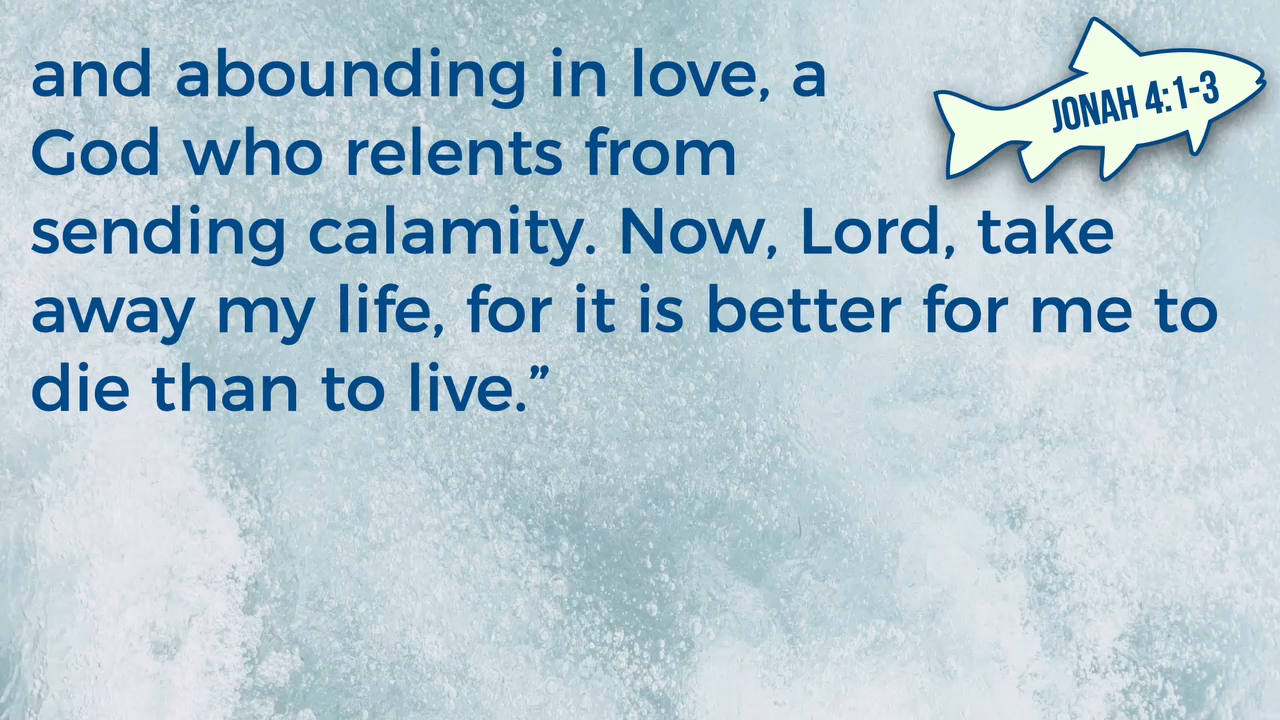 and abounding in love, a
God who relents from
sending calamity. Now, Lord, take
away my life, for it is better for me to
die than to live.”
JONAH 4:1-3